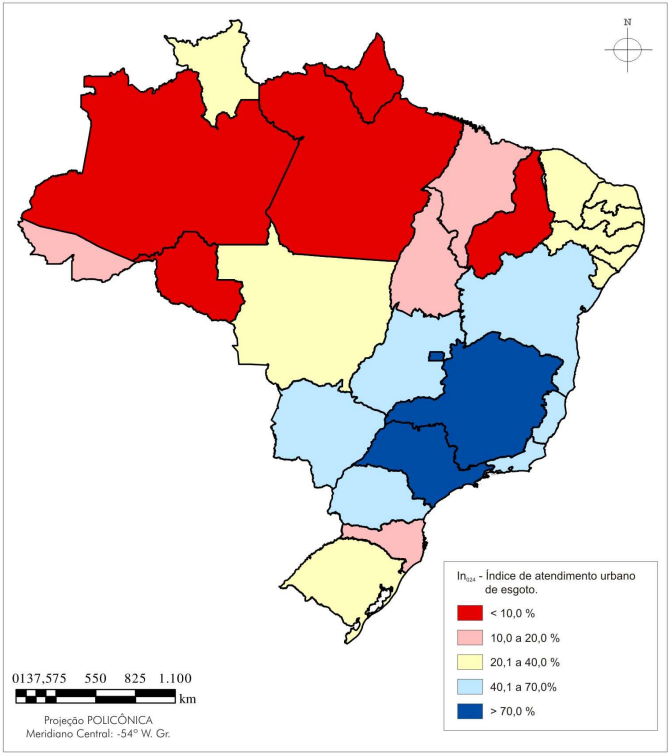 N
In024 - Índice de atendimento urbano
de esgoto.
< 10,0 %
10,0 a 20,0 %
20,1 a 40,0 %
40,1 a 70,0%
> 70,0 %
0137,575 550 825 1.100
km
Projeção POLICÔNICA
Meridiano Central: -54º W. Gr.